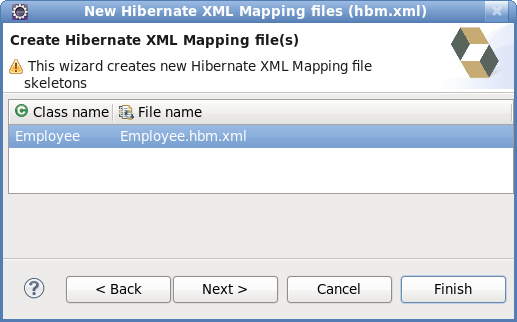 New Hibernate XML Mapping files (hbm.xml)
Create Hibernate XML Mapping file(s)
This wizard creates new Hibernate XML Mapping file
skeletons
Class name File name
Employee Employee.hbm.xml
< Back Next > Cancel Finish